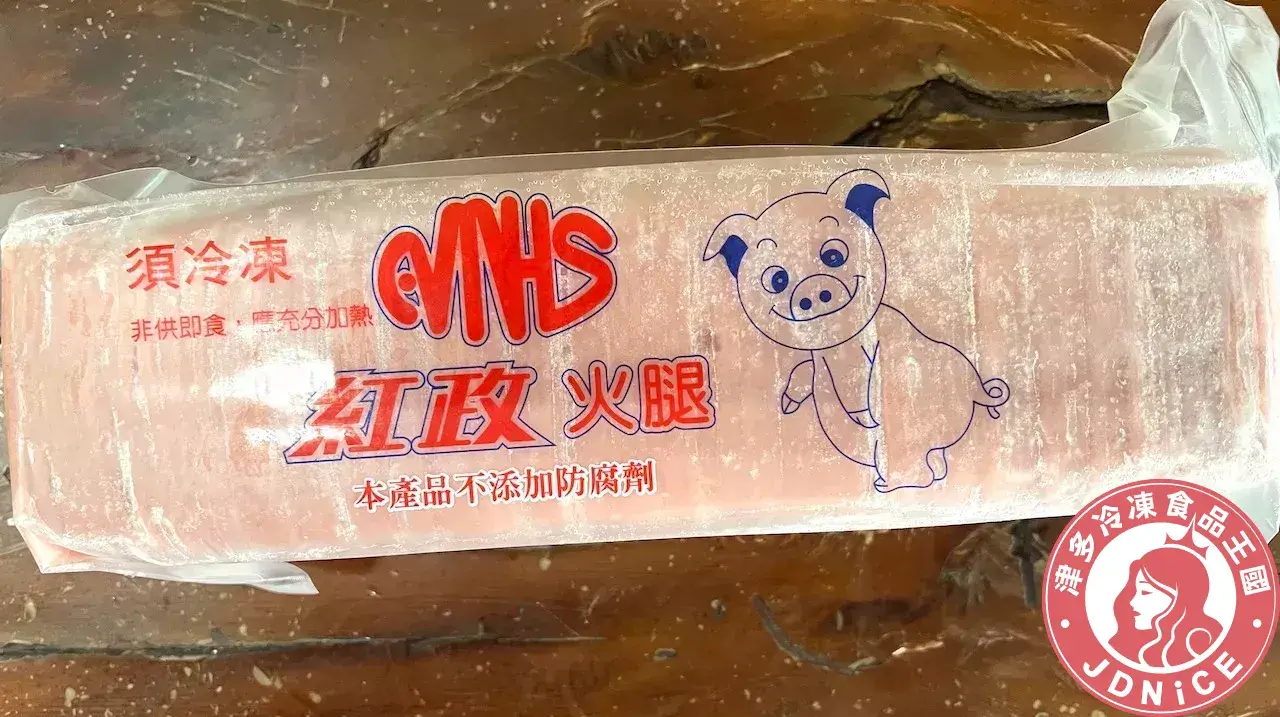 須冷凍
非供即食，應充分加熱
AMHS
紅政火腿
本產品不添加防腐劑
津多冷凍食品王國
JDNiCE